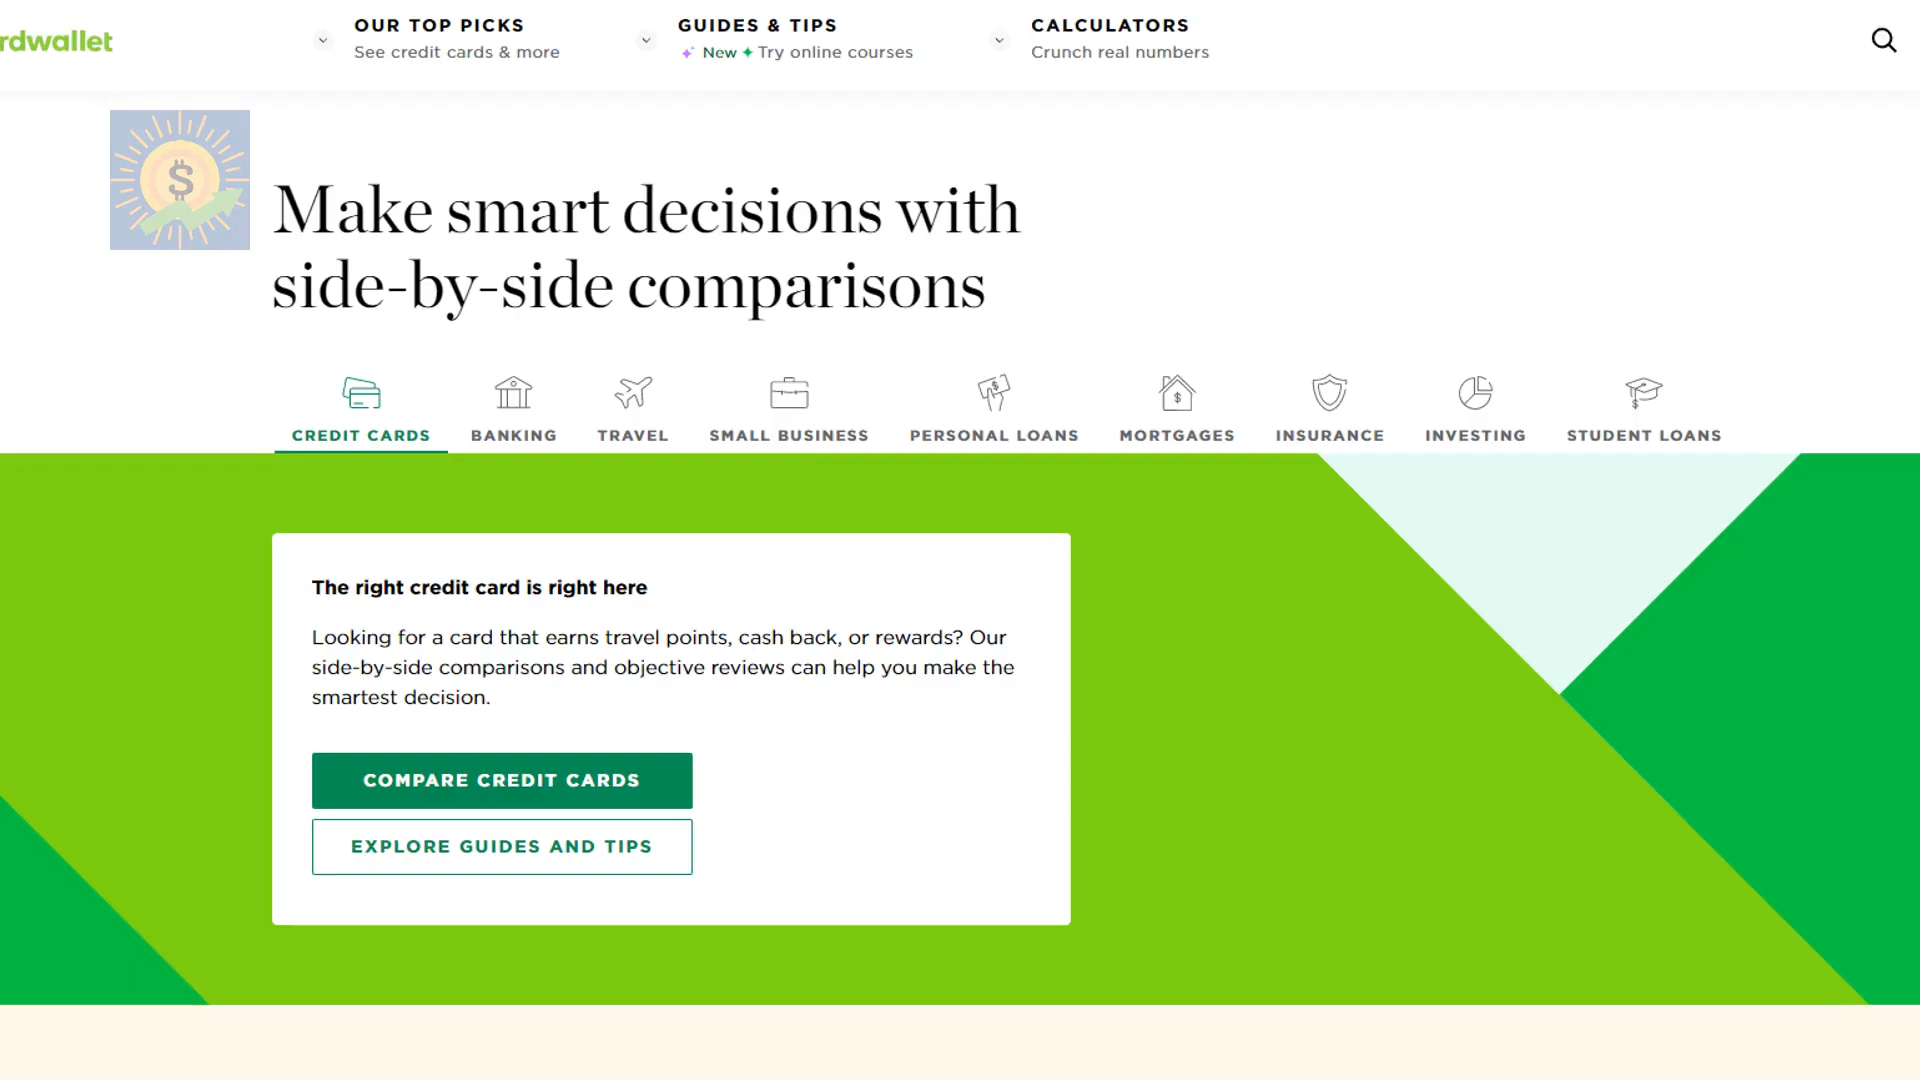 rdwallet
OUR TOP PICKS
See credit cards & more
GUIDES & TIPS
New Try online courses
CALCULATORS
Crunch real numbers
$
Make smart decisions with
side-by-side comparisons
CREDIT CARDS
BANKING
TRAVEL
SMALL BUSINESS
PERSONAL LOANS
MORTGAGES
INSURANCE
INVESTING
STUDENT LOANS
The right credit card is right here
Looking for a card that earns travel points, cash back, or rewards? Our
side-by-side comparisons and objective reviews can help you make the
smartest decision.
COMPARE CREDIT CARDS
EXPLORE GUIDES AND TIPS